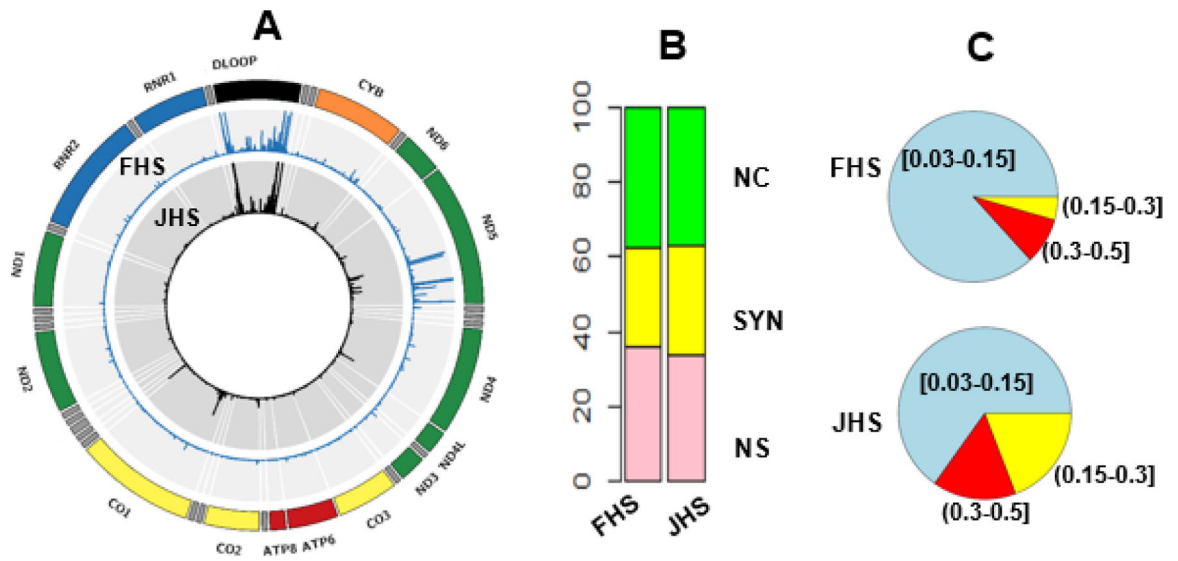 A
DLOOP
CYB
ND6
ND5
ND4
ND4L
ND3
CO3
ATP6
ATP8
CO2
CO1
ND2
ND1
RNR2
RNR1
FHS
JHS
B
100
80
60
40
20
0
NC
SYN
NS
FHS
JHS
C
FHS
[0.03-0.15]
(0.15-0.3]
(0.3-0.5]
JHS
[0.03-0.15]
(0.15-0.3]
(0.3-0.5]